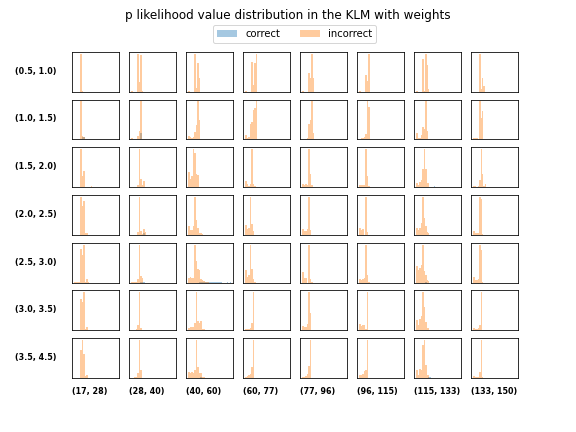 p likelihood value distribution in the KLM with weights
correct incorrect
(0.5, 1.0)
(1.0, 1.5)
(1.5, 2.0)
(2.0, 2.5)
(2.5, 3.0)
(3.0, 3.5)
(3.5, 4.5)
(17, 28) (28, 40) (40, 60) (60, 77) (77, 96) (96, 115) (115, 133) (133, 150)